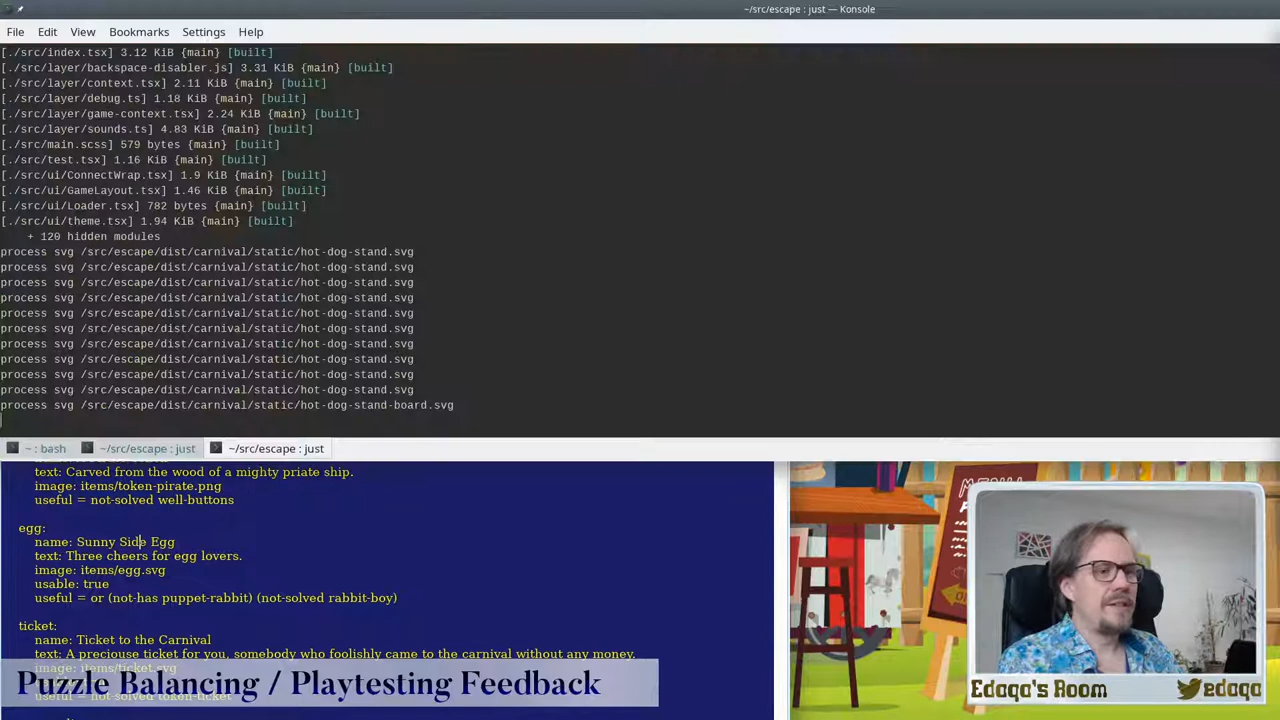 ~/src/escape : just — Konsole
File Edit View Bookmarks Settings Help
[./src/index.tsx] 3.12 KiB {main} [built]
[./src/layer/backspace-disabler.js] 3.31 KiB {main} [built]
[./src/layer/context.tsx] 2.11 KiB {main} [built]
[./src/layer/debug.ts] 1.18 KiB {main} [built]
[./src/layer/game-context.tsx] 2.24 KiB {main} [built]
[./src/layer/sounds.ts] 4.83 KiB {main} [built]
[./src/main.scss] 579 bytes {main} [built]
[./src/test.tsx] 1.16 KiB {main} [built]
[./src/ui/ConnectWrap.tsx] 1.9 KiB {main} [built]
[./src/ui/GameLayout.tsx] 1.46 KiB {main} [built]
[./src/ui/Loader.tsx] 782 bytes {main} [built]
[./src/ui/theme.tsx] 1.94 KiB {main} [built]
+ 120 hidden modules
process svg /src/escape/dist/carnival/static/hot-dog-stand.svg
process svg /src/escape/dist/carnival/static/hot-dog-stand.svg
process svg /src/escape/dist/carnival/static/hot-dog-stand.svg
process svg /src/escape/dist/carnival/static/hot-dog-stand.svg
process svg /src/escape/dist/carnival/static/hot-dog-stand.svg
process svg /src/escape/dist/carnival/static/hot-dog-stand.svg
process svg /src/escape/dist/carnival/static/hot-dog-stand.svg
process svg /src/escape/dist/carnival/static/hot-dog-stand.svg
process svg /src/escape/dist/carnival/static/hot-dog-stand.svg
process svg /src/escape/dist/carnival/static/hot-dog-stand.svg
process svg /src/escape/dist/carnival/static/hot-dog-stand-board.svg
~ : bash ~/src/escape : just ~/src/escape : just
text: Carved from the wood of a mighty priate ship.
image: items/token-pirate.png
useful = not-solved well-buttons
egg:
name: Sunny Side Egg
text: Three cheers for egg lovers.
image: items/egg.svg
usable: true
useful = or (not-has puppet-rabbit) (not-solved rabbit-boy)
ticket:
name: Ticket to the Carnival
text: A preciouse ticket for you, somebody who foolishly came to the carnival without any money.
image: items/ticket.svg
useful = not-solved token-ticket
Puzzle Balancing / Playtesting Feedback
Edaqa's Room edaqa